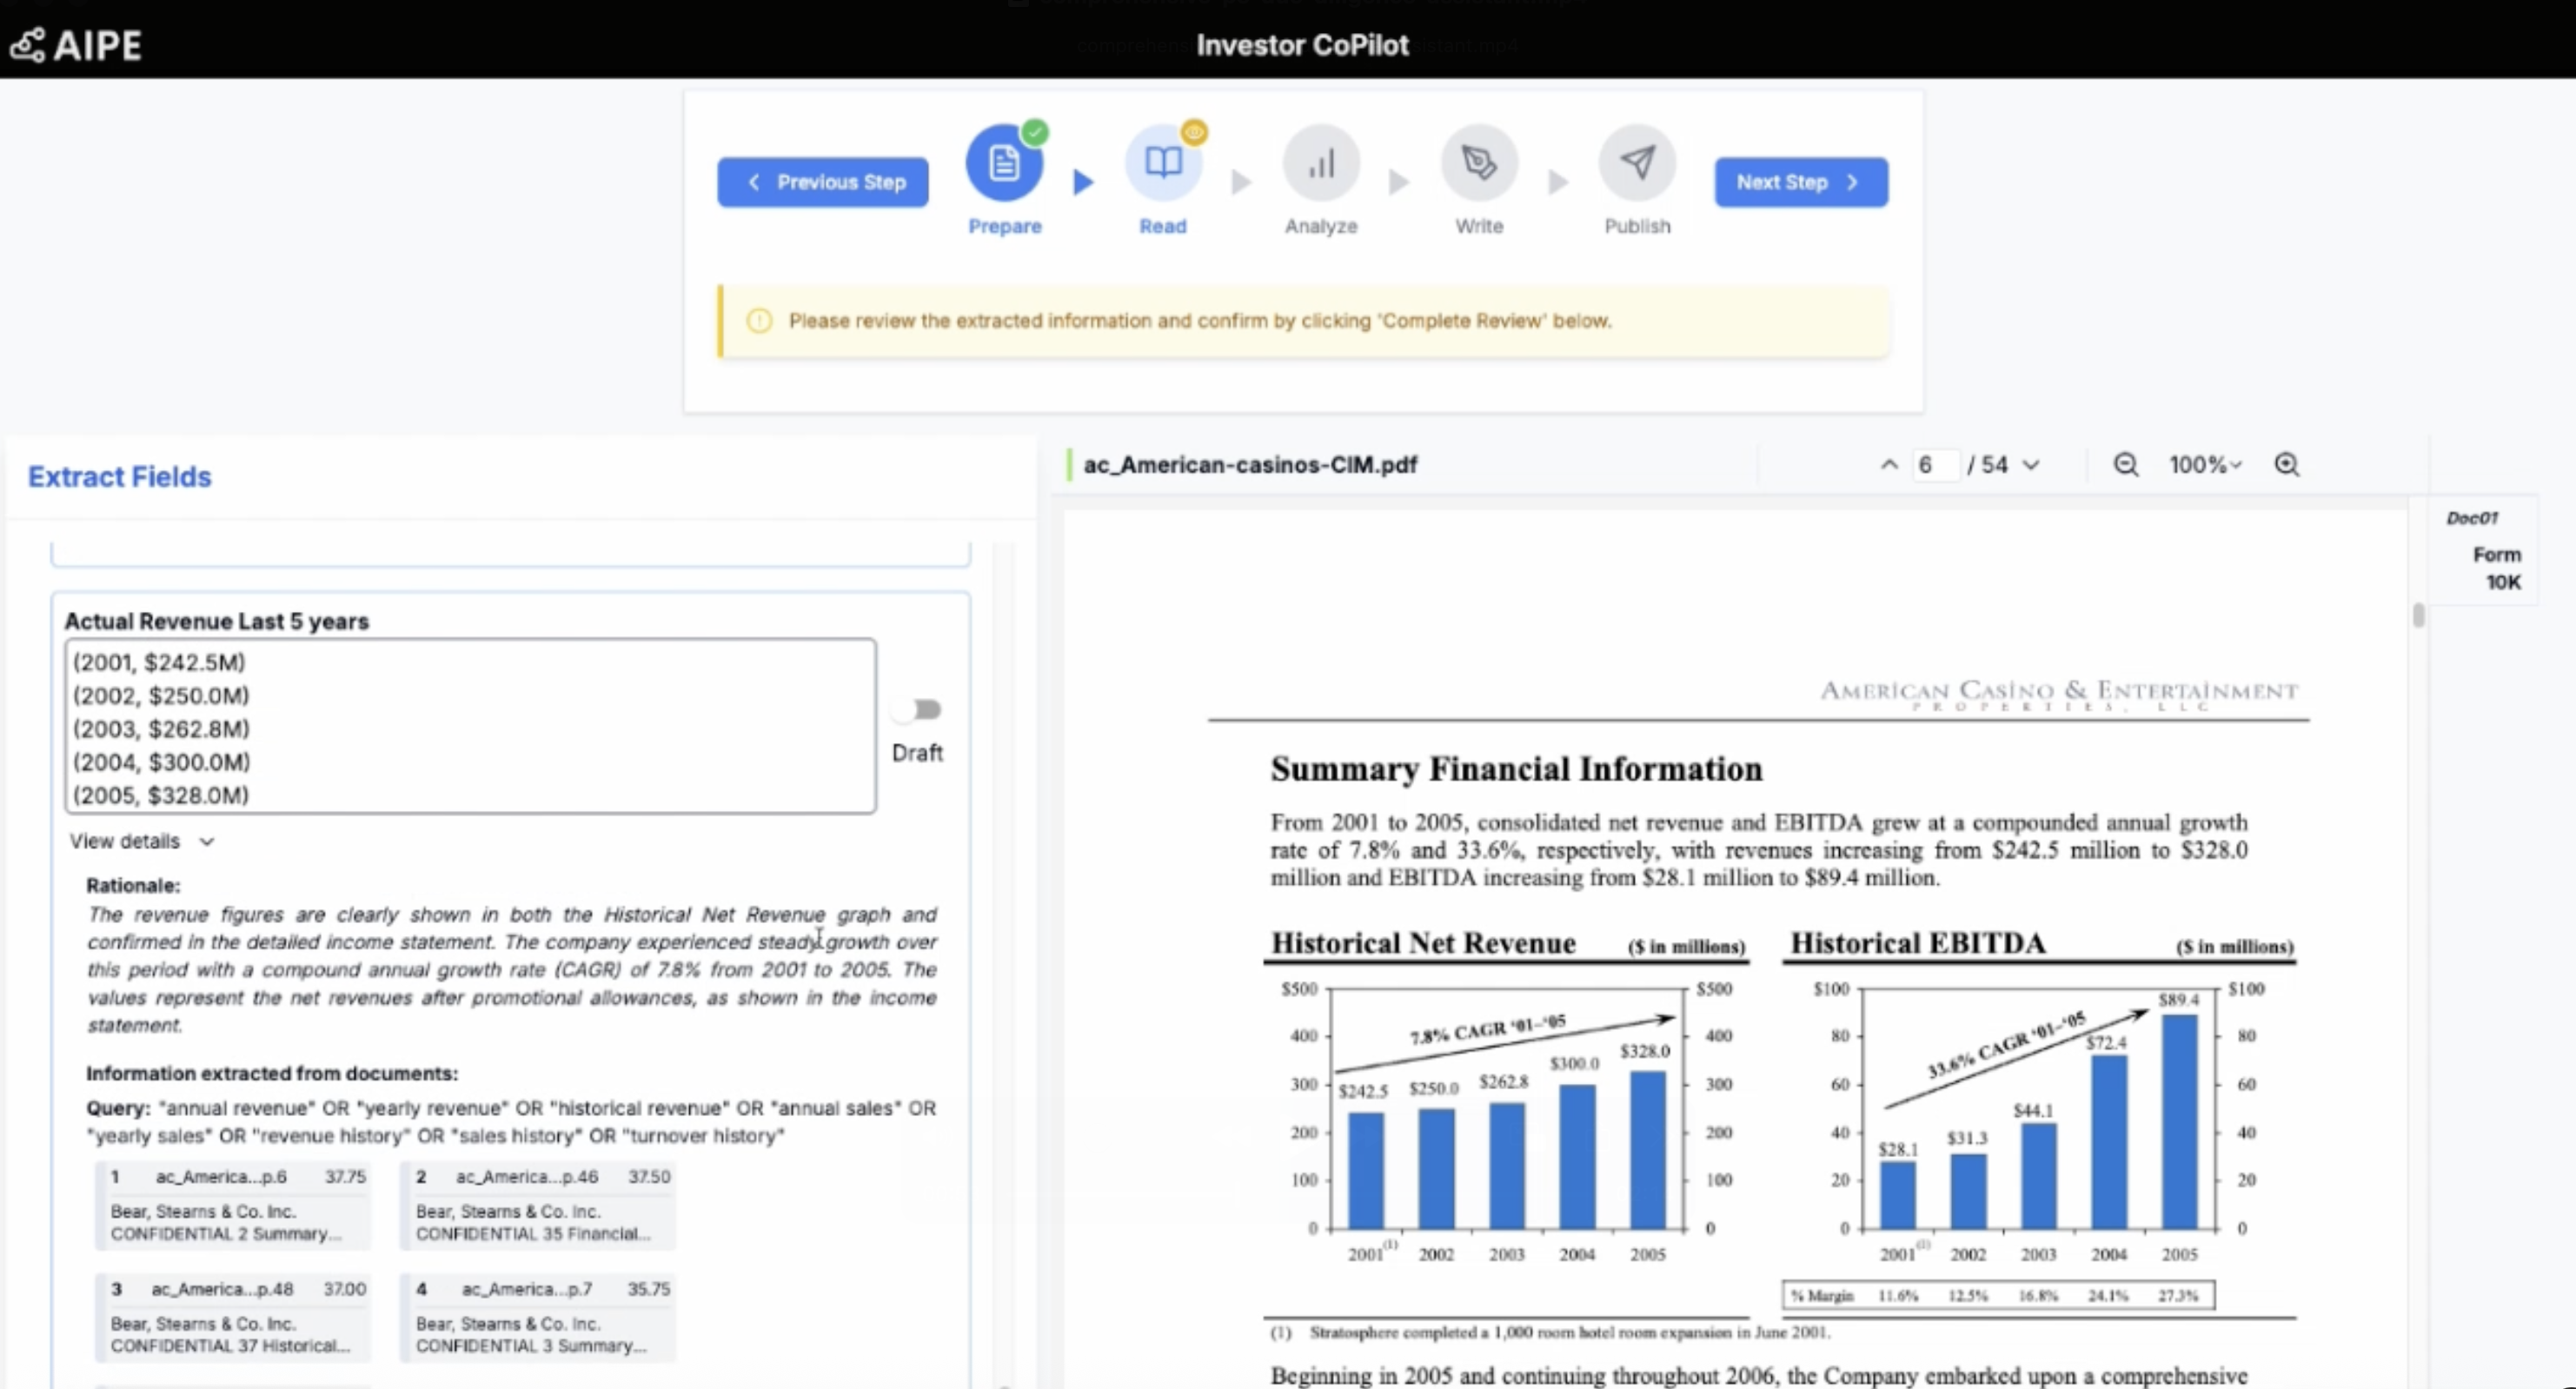 AIPE
Investor CoPilot
Previous Step
Prepare
Read
Analyze
Write
Publish
Next Step
Please review the extracted information and confirm by clicking 'Complete Review' below.
Extract Fields
Actual Revenue Last 5 years
(2001, $242.5M)
(2002, $250.0M)
(2003, $262.8M)
(2004, $300.0M)
(2005, $328.0M)
Draft
View details
Rationale:
The revenue figures are clearly shown in both the Historical Net Revenue graph and
confirmed in the detailed income statement. The company experienced steady growth over
this period with a compound annual growth rate (CAGR) of 7.8% from 2001 to 2005. The
values represent the net revenues after promotional allowances, as shown in the income
statement.
Information extracted from documents:
Query: "annual revenue" OR "yearly revenue" OR "historical revenue" OR "annual sales" OR
"yearly sales" OR "revenue history" OR "sales history" OR "turnover history"
1 ac_America...p.6 37.75
Bear, Stearns & Co. Inc.
CONFIDENTIAL 2 Summary...
2 ac_America...p.46 37.50
Bear, Stearns & Co. Inc.
CONFIDENTIAL 35 Financial...
3 ac_America...p.48 37.00
Bear, Stearns & Co. Inc.
CONFIDENTIAL 37 Historical...
4 ac_America...p.7 35.75
Bear, Stearns & Co. Inc.
CONFIDENTIAL 3 Summary...
ac_American-casinos-CIM.pdf
6 / 54
100%
Doc01
Form
10K
AMERICAN CASINO & ENTERTAINMENT
PROPERTIES, LLC
Summary Financial Information
From 2001 to 2005, consolidated net revenue and EBITDA grew at a compounded annual growth
rate of 7.8% and 33.6%, respectively, with revenues increasing from $242.5 million to $328.0
million and EBITDA increasing from $28.1 million to $89.4 million.
Historical Net Revenue ($ in millions)
$500 $500
7.8% CAGR '01–'05
400 400
$242.5 $250.0 $262.8 $300.0 $328.0
300 300
200 200
100 100
0 0
2001(1) 2002 2003 2004 2005
Historical EBITDA ($ in millions)
$100 $100
33.6% CAGR '01–'05
80 80
$28.1 $31.3 $44.1 $72.4 $89.4
60 60
40 40
20 20
0 0
2001(1) 2002 2003 2004 2005
% Margin 11.6% 12.5% 16.8% 24.1% 27.3%
(1) Stratosphere completed a 1,000 room hotel room expansion in June 2001.
Beginning in 2005 and continuing throughout 2006, the Company embarked upon a comprehensive